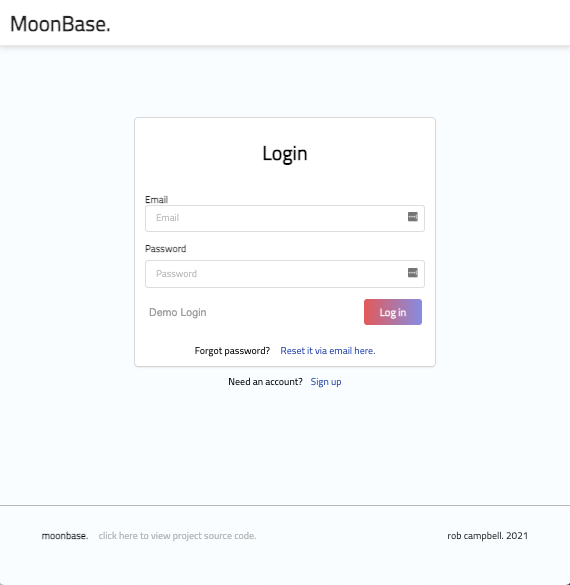 MoonBase.
Login
Email
Email
Password
Password
Demo Login Log in
Forgot password? Reset it via email here.
Need an account? Sign up
moonbase. click here to view project source code. rob campbell. 2021